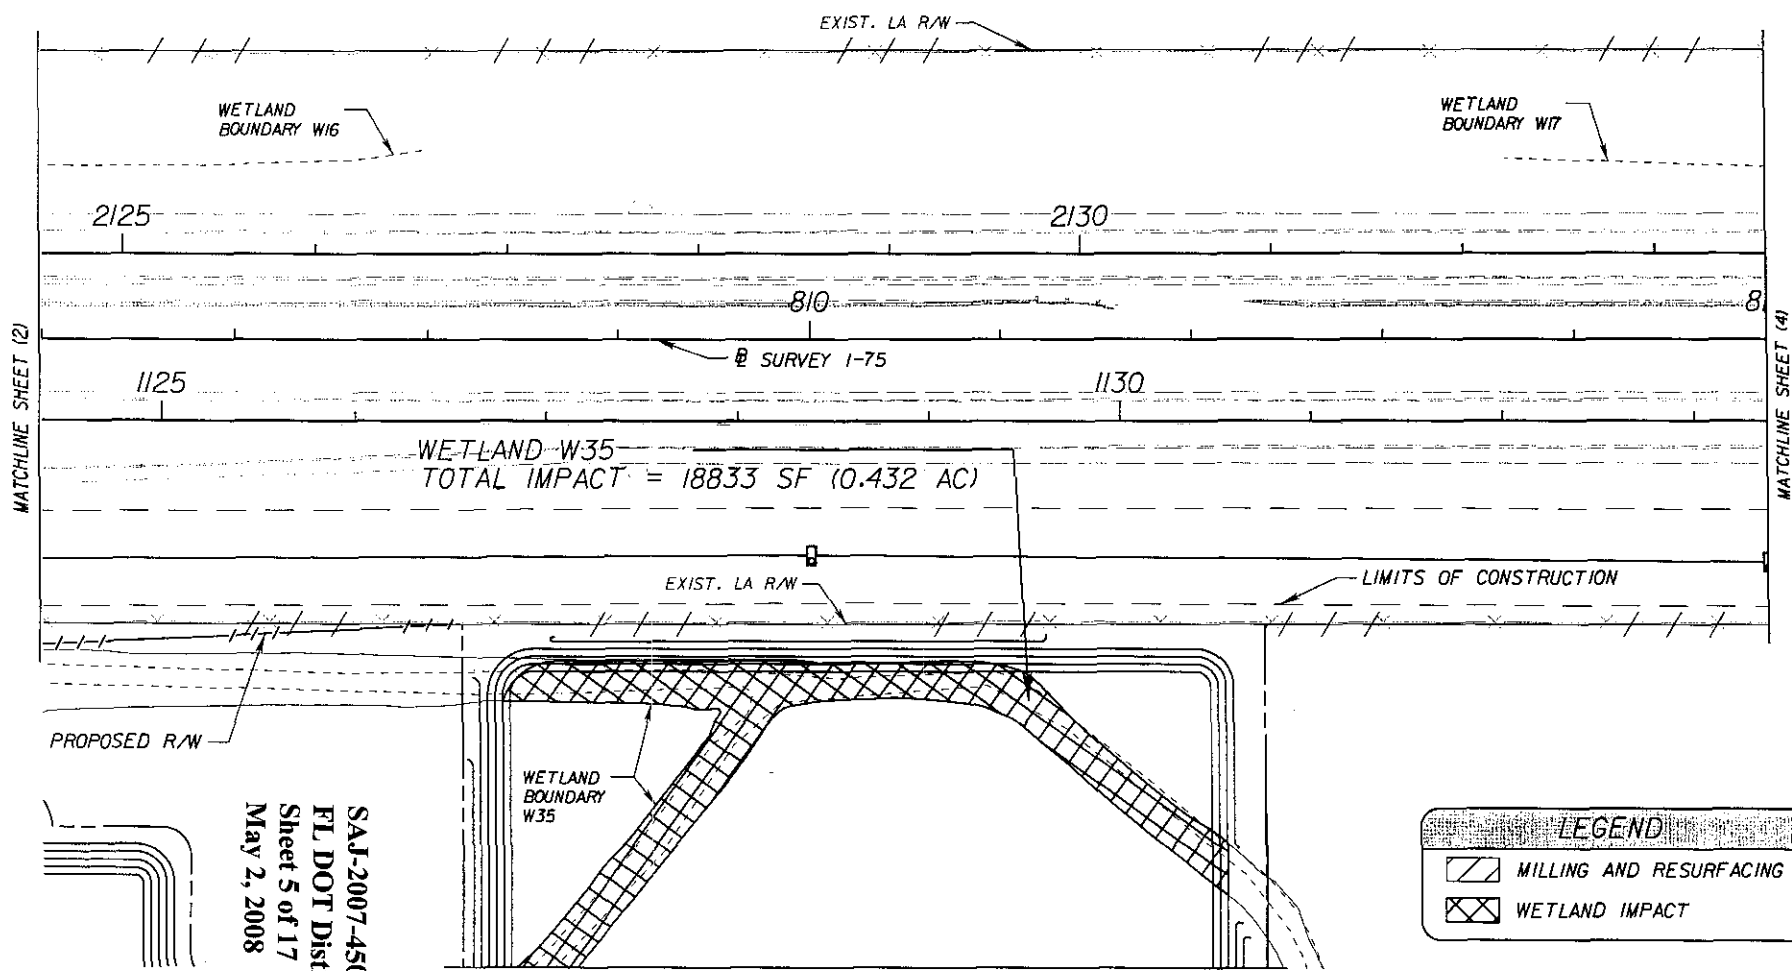 EXIST. LA R/W
WETLAND
BOUNDARY W16
WETLAND
BOUNDARY W17
2125
2130
810
MATCHLINE SHEET (2)
MATCHLINE SHEET (4)
℄ SURVEY I-75
1125
1130
WETLAND W35
TOTAL IMPACT = 18833 SF (0.432 AC)
EXIST. LA R/W
LIMITS OF CONSTRUCTION
PROPOSED R/W
WETLAND
BOUNDARY
W35
SAJ-2007-450
FL DOT Dist
Sheet 5 of 17
May 2, 2008
LEGEND
MILLING AND RESURFACING
WETLAND IMPACT